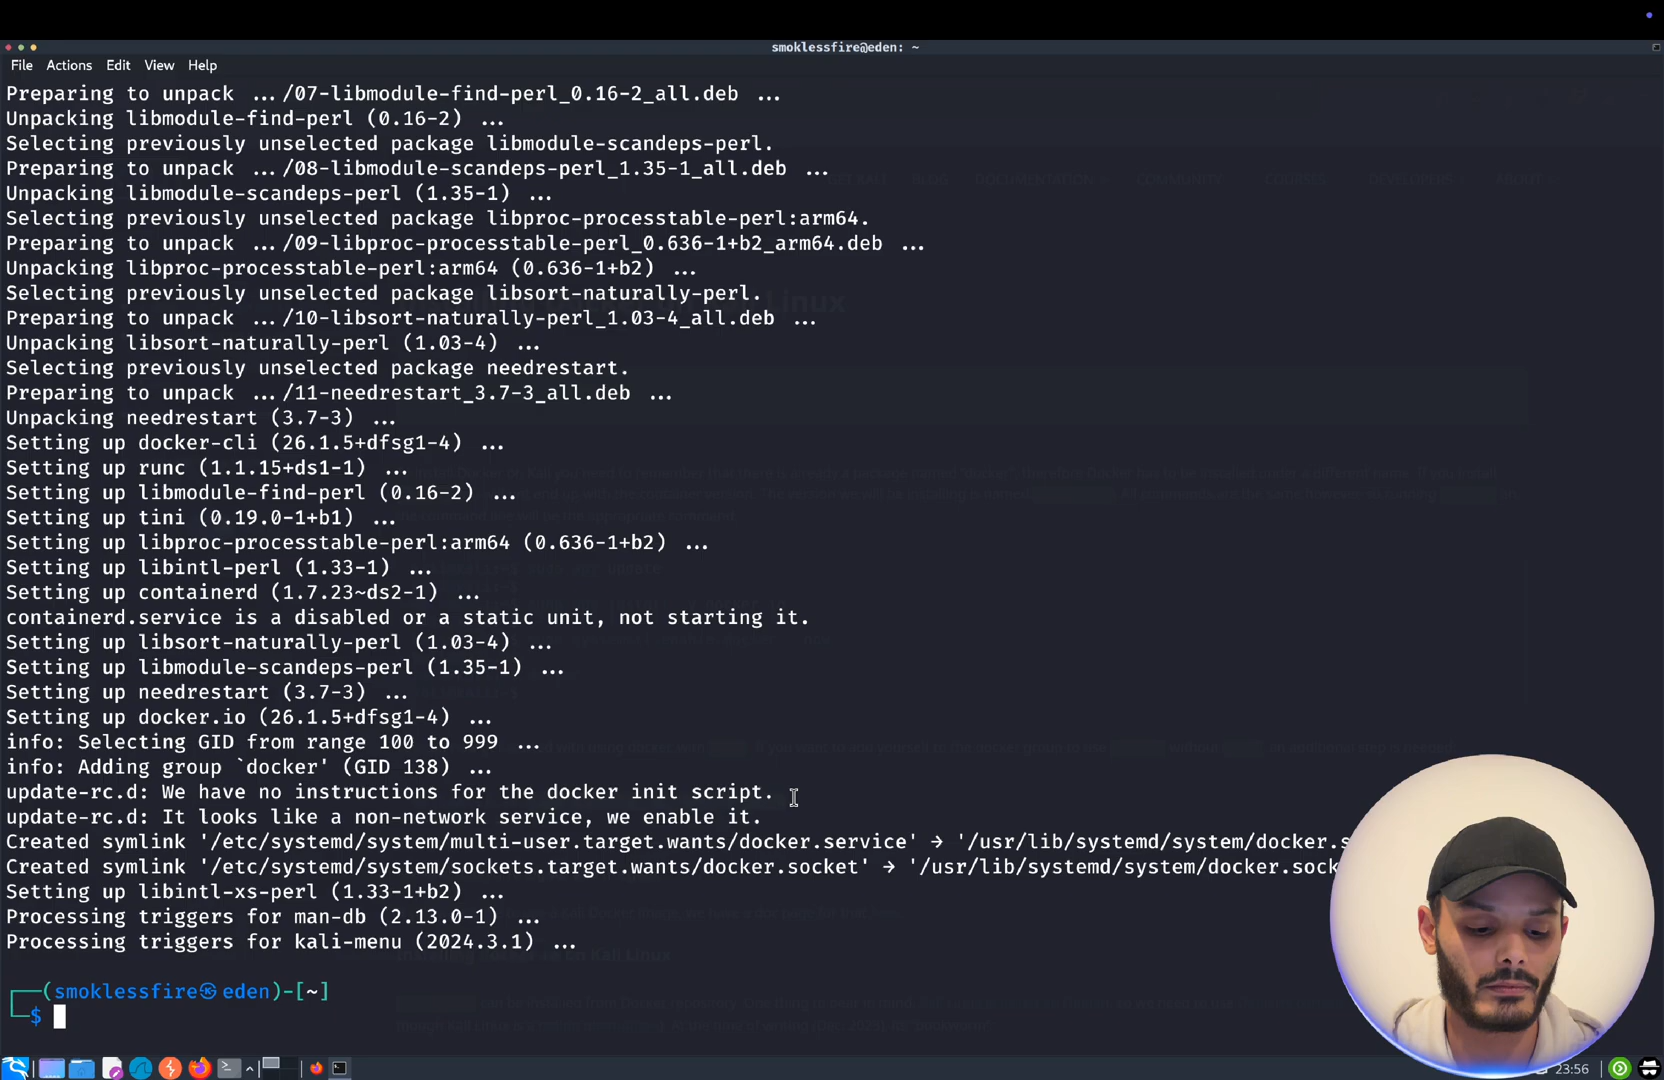 smoklessfire@eden: ~
File Actions Edit View Help
Preparing to unpack .../07-libmodule-find-perl_0.16-2_all.deb ...
Unpacking libmodule-find-perl (0.16-2) ...
Selecting previously unselected package libmodule-scandeps-perl.
Preparing to unpack .../08-libmodule-scandeps-perl_1.35-1_all.deb ...
Unpacking libmodule-scandeps-perl (1.35-1) ...
GET KALI BLOG DOCUMENTATION COMMUNITY COURSES DEVELOPERS ABOUT
Selecting previously unselected package libproc-processtable-perl:arm64.
Preparing to unpack .../09-libproc-processtable-perl_0.636-1+b2_arm64.deb ...
Unpacking libproc-processtable-perl:arm64 (0.636-1+b2) ...
Selecting previously unselected package libsort-naturally-perl.
Linux
Preparing to unpack .../10-libsort-naturally-perl_1.03-4_all.deb ...
Unpacking libsort-naturally-perl (1.03-4) ...
Selecting previously unselected package needrestart.
Preparing to unpack .../11-needrestart_3.7-3_all.deb ...
Unpacking needrestart (3.7-3) ...
Setting up docker-cli (26.1.5+dfsg1-4) ...
Setting up runc (1.1.15+ds1-1) ...
Setting up libmodule-find-perl (0.16-2) ...
Setting up tini (0.19.0-1+b1) ...
Setting up libproc-processtable-perl:arm64 (0.636-1+b2) ...
Setting up libintl-perl (1.33-1) ...
Setting up containerd (1.7.23~ds2-1) ...
containerd.service is a disabled or a static unit, not starting it.
Setting up libsort-naturally-perl (1.03-4) ...
Setting up libmodule-scandeps-perl (1.35-1) ...
Setting up needrestart (3.7-3) ...
Setting up docker.io (26.1.5+dfsg1-4) ...
info: Selecting GID from range 100 to 999 ...
info: Adding group `docker' (GID 138) ...
update-rc.d: We have no instructions for the docker init script.
update-rc.d: It looks like a non-network service, we enable it.
Created symlink '/etc/systemd/system/multi-user.target.wants/docker.service' → '/usr/lib/systemd/system/docker.s
Created symlink '/etc/systemd/system/sockets.target.wants/docker.socket' → '/usr/lib/systemd/system/docker.sock
Setting up libintl-xs-perl (1.33-1+b2) ...
Processing triggers for man-db (2.13.0-1) ...
Processing triggers for kali-menu (2024.3.1) ...
on Kali Linux
┌──(smoklessfire㉿eden)-[~]
└─$
23:56